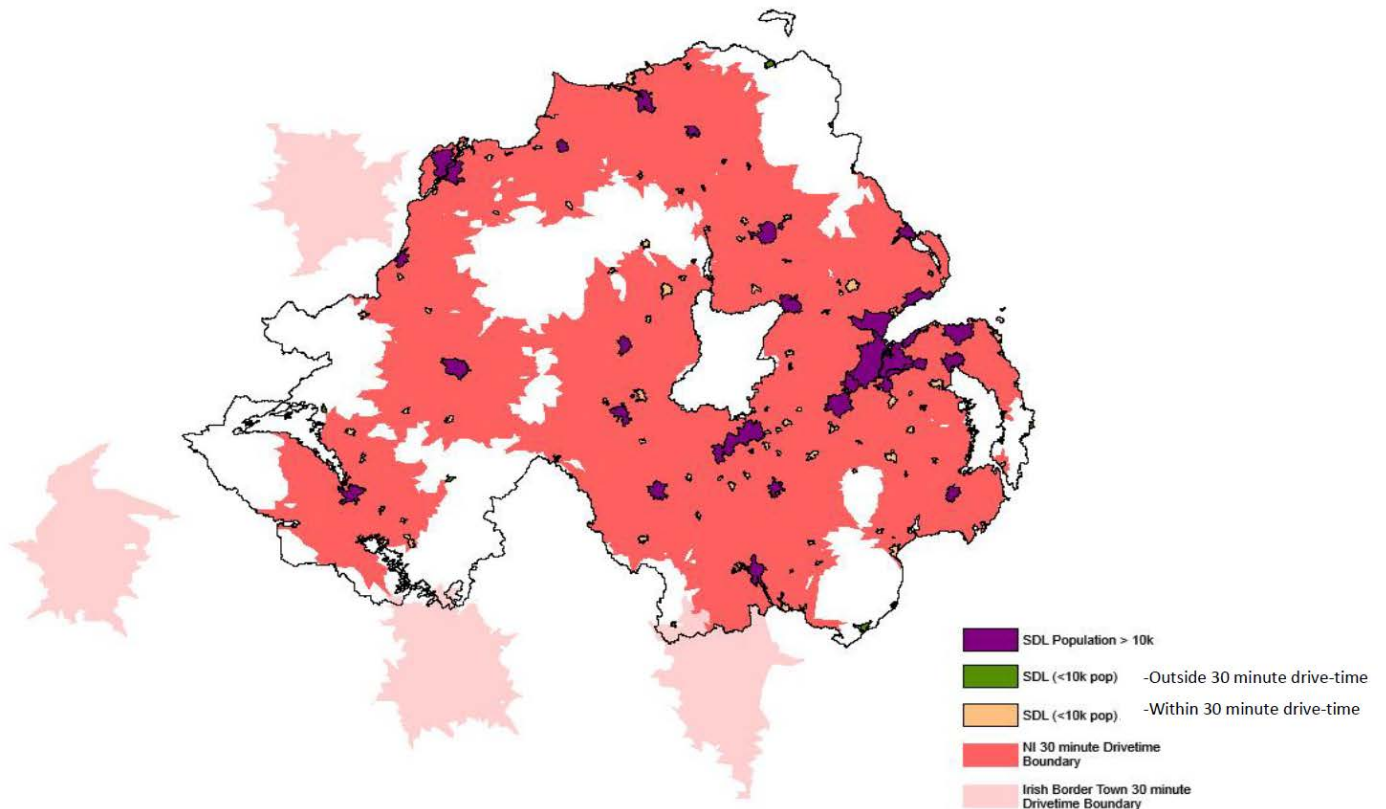 SDL Population > 10k
SDL (<10k pop) -Outside 30 minute drive-time
SDL (<10k pop) -Within 30 minute drive-time
NI 30 minute Drivetime
Boundary
Irish Border Town 30 minute
Drivetime Boundary